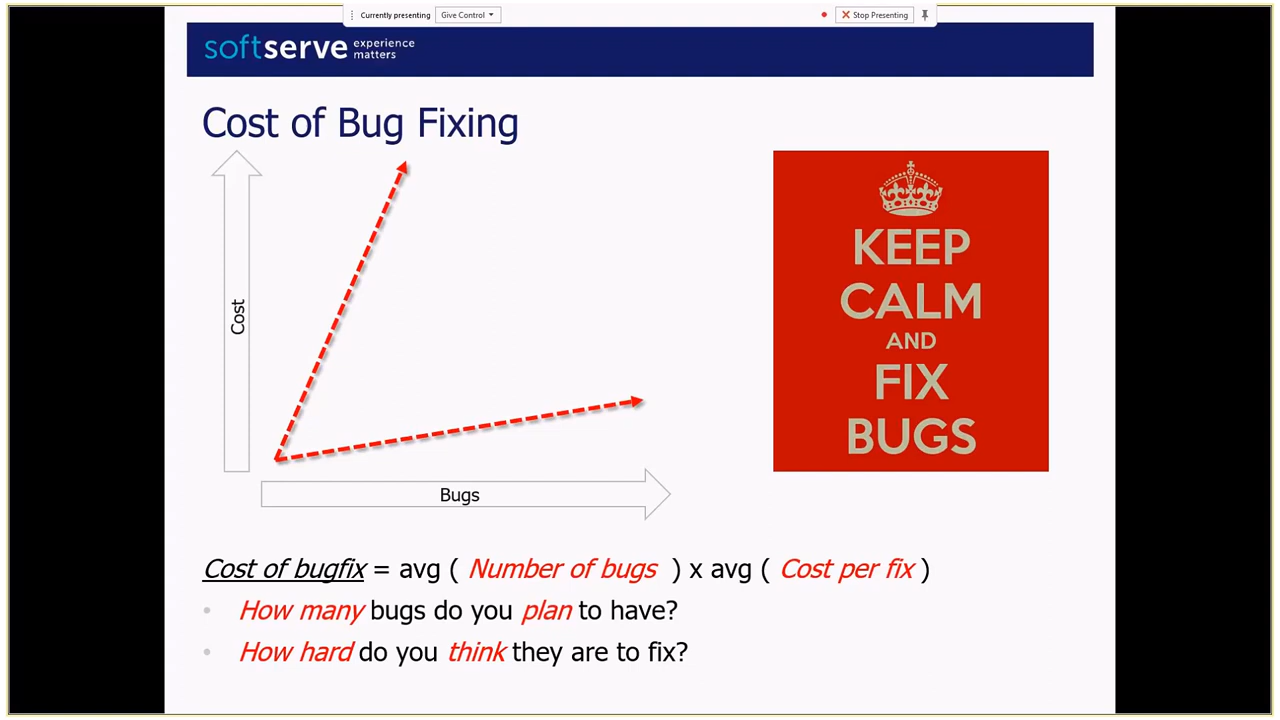 Currently presenting Give Control Stop Presenting
softserve experience matters
Cost of Bug Fixing
Cost
Bugs
KEEP
CALM
AND
FIX
BUGS
Cost of bugfix = avg ( Number of bugs ) x avg ( Cost per fix )
• How many bugs do you plan to have?
• How hard do you think they are to fix?